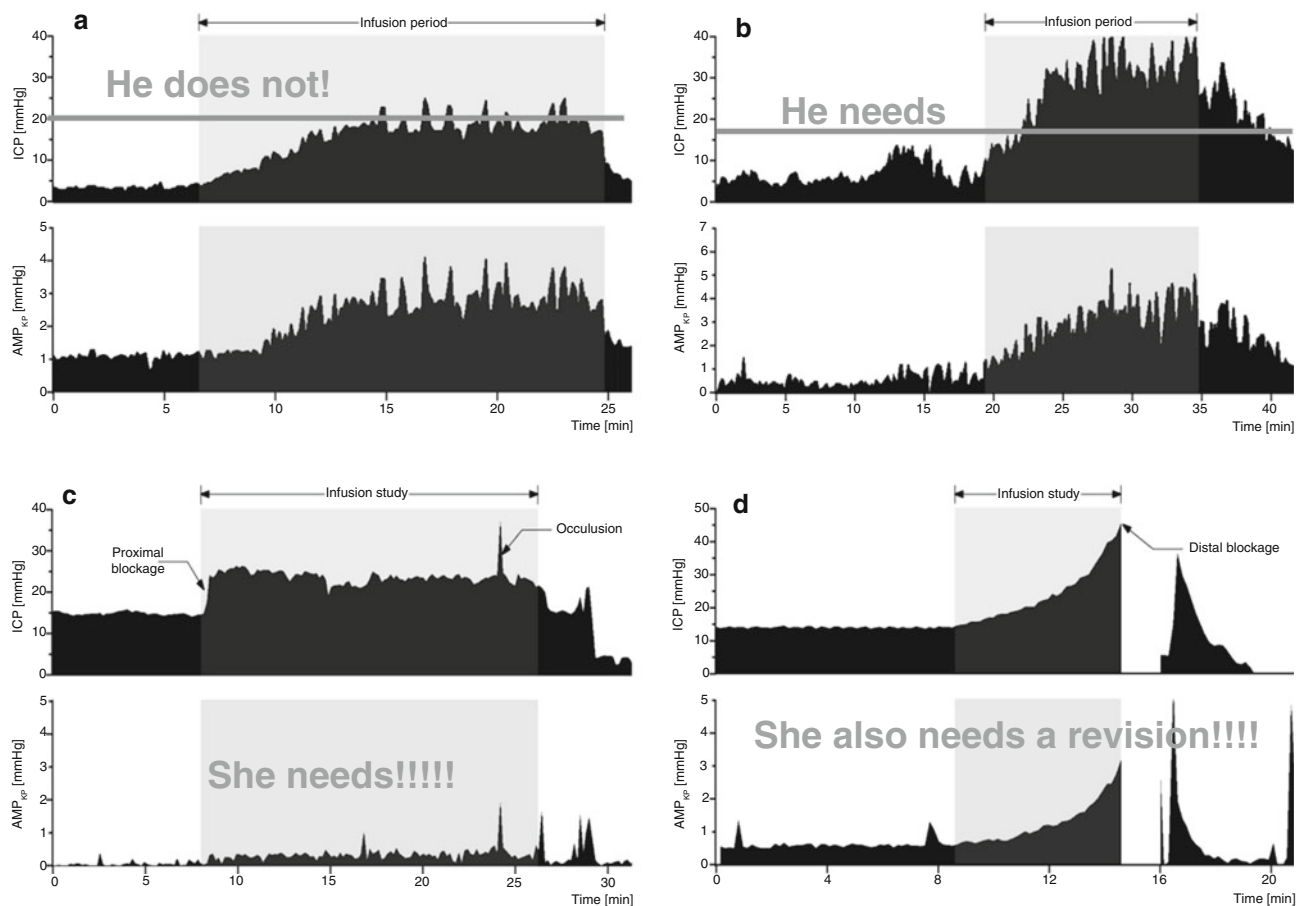 a
Infusion period
ICP [mmHg]
40
30
20
10
0
He does not!
AMP_KP [mmHg]
5
4
3
2
1
0
0 5 10 15 20 25
Time [min]
b
Infusion period
ICP [mmHg]
40
30
20
10
0
He needs
AMP_KP [mmHg]
7
6
5
4
3
2
1
0
0 5 10 15 20 25 30 35 40
Time [min]
c
Infusion study
ICP [mmHg]
40
30
20
10
0
Proximal
blockage
Occulusion
AMP_KP [mmHg]
5
4
3
2
1
0
She needs!!!!!
0 5 10 15 20 25 30
Time [min]
d
Infusion study
ICP [mmHg]
50
40
30
20
10
0
Distal blockage
AMP_KP [mmHg]
5
4
3
2
1
0
She also needs a revision!!!!
0 4 8 12 16 20
Time [min]